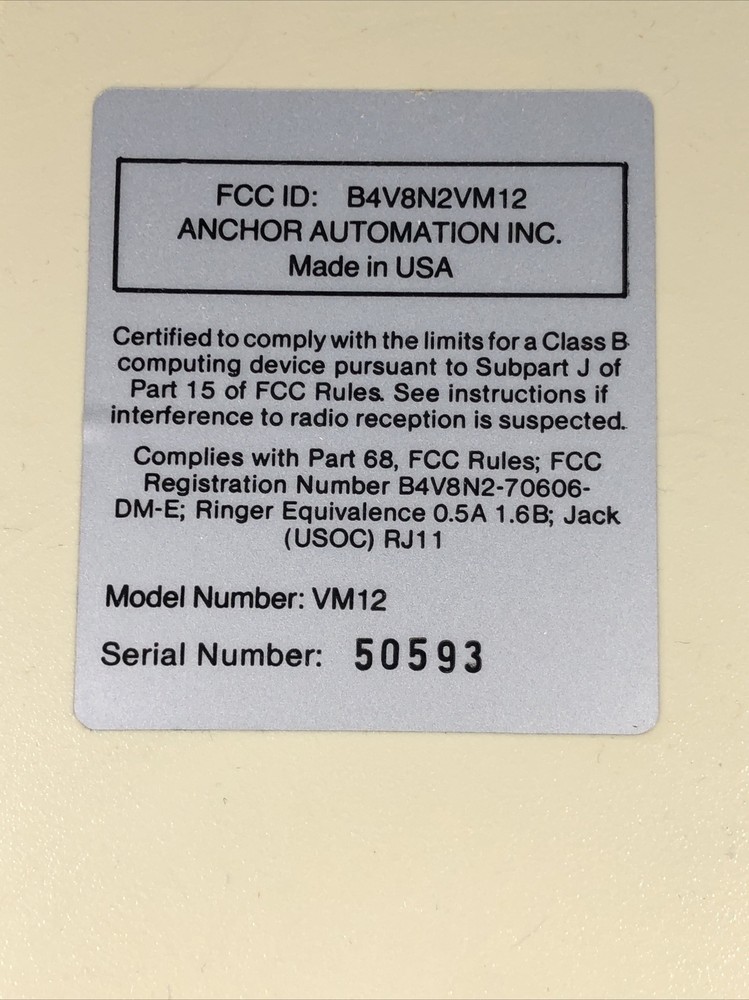 FCC ID: B4V8N2VM12
ANCHOR AUTOMATION INC.
Made in USA
Certified to comply with the limits for a Class B
computing device pursuant to Subpart J of
Part 15 of FCC Rules. See instructions if
interference to radio reception is suspected.
Complies with Part 68, FCC Rules; FCC
Registration Number B4V8N2-70606-
DM-E; Ringer Equivalence 0.5A 1.6B; Jack
(USOC) RJ11
Model Number: VM12
Serial Number: 50593